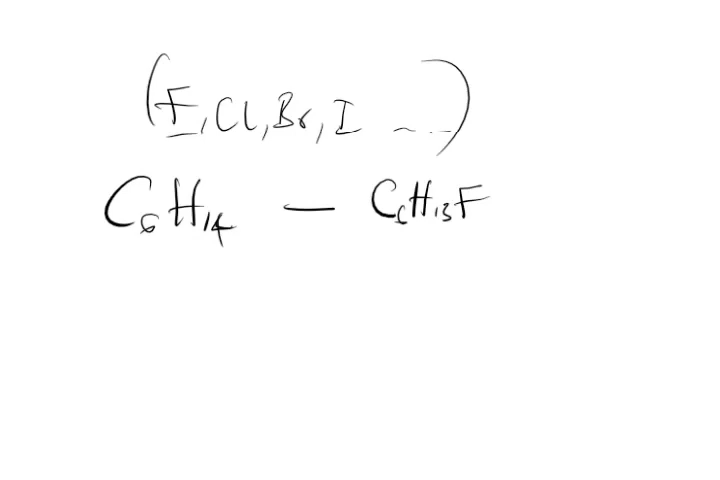 (F, Cl, Br, I ....)
C₆H₁₄ — C₆H₁₃F